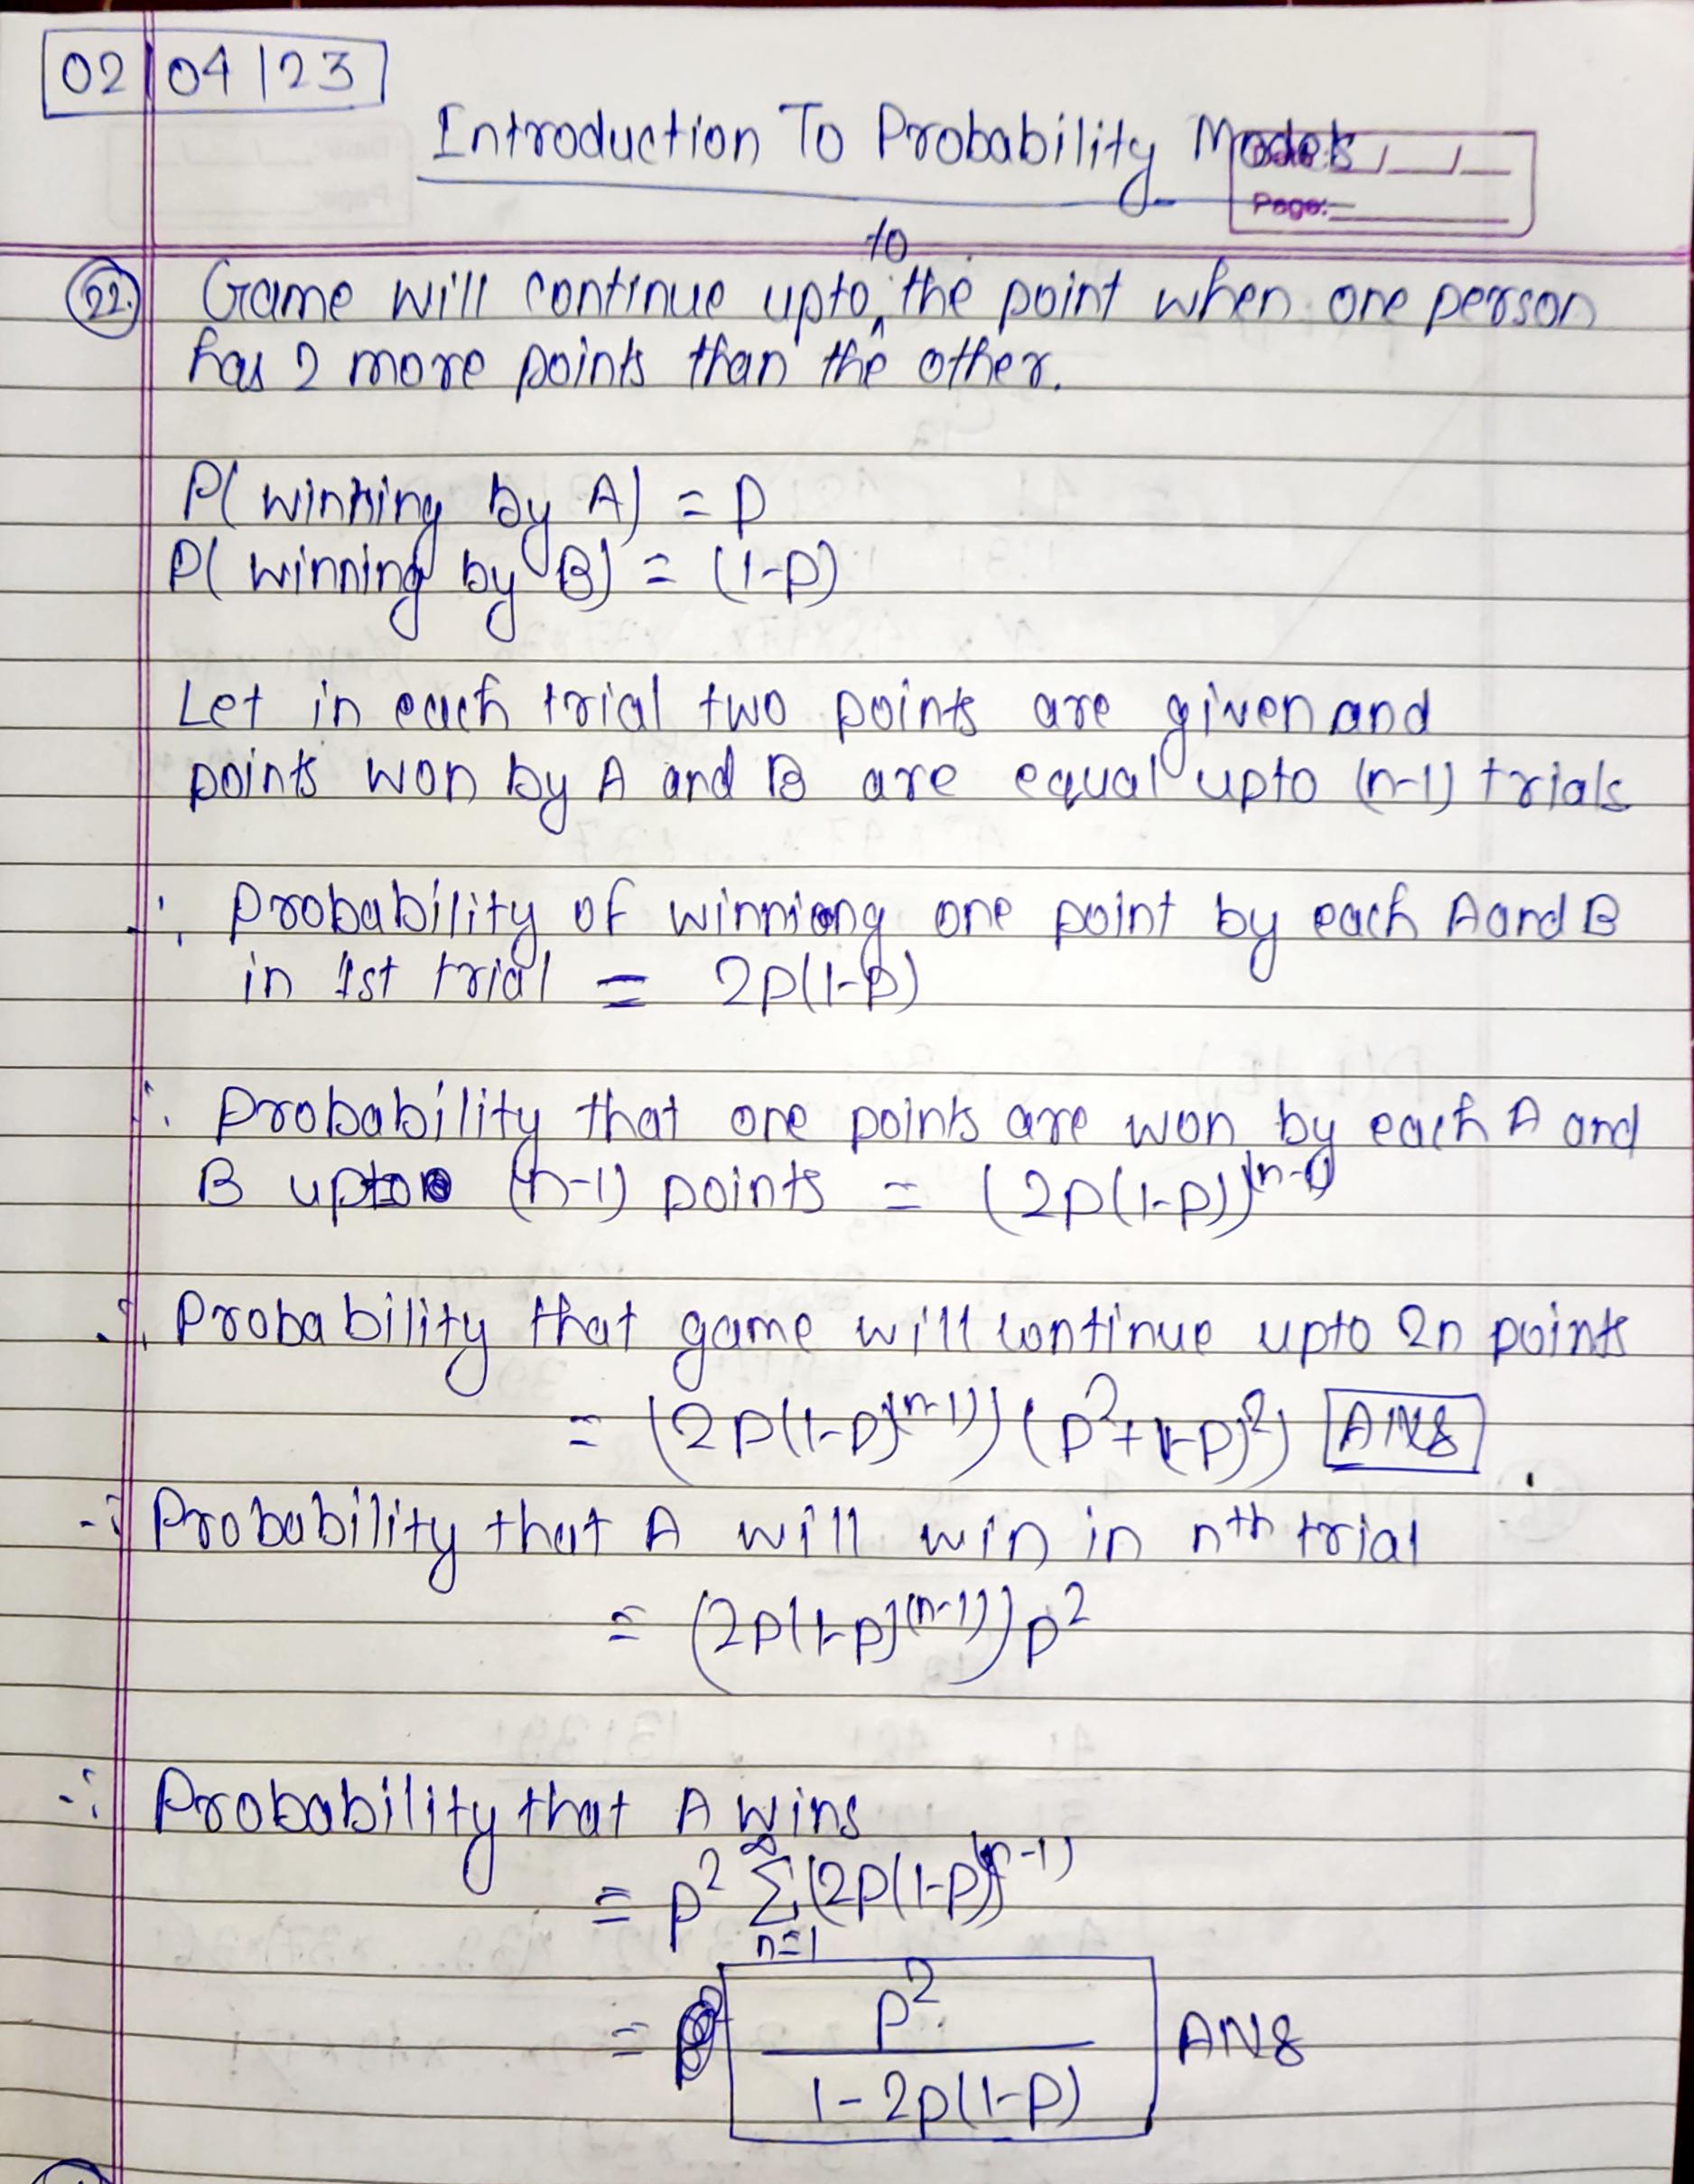 02/04/23
Introduction To Probability Models
Date: / /
Page:
to
22. Game will continue upto the point when one person
has 2 more points than the other.
P(winning by A) = p
P(winning by B) = (1-p)
Let in each trial two points are given and
points won by A and B are equal upto (n-1) trials
∴ Probability of winniong one point by each A and B
in 1st trial = 2p(1-p)
∴ Probability that one points are won by each A and
B upto (n-1) points = (2p(1-p))^(n-1)
∴ Probability that game will continue upto 2n points
= (2p(1-p)^(n-1))(p^2+(1-p)^2) ANS
∴ Probability that A will win in nth trial
= (2p(1-p)^(n-1))p^2
∴ Probability that A wins
= p^2 ∑_{n=1}^{∞} (2p(1-p))^(n-1)
= p^2 / 1-2p(1-p) ANS